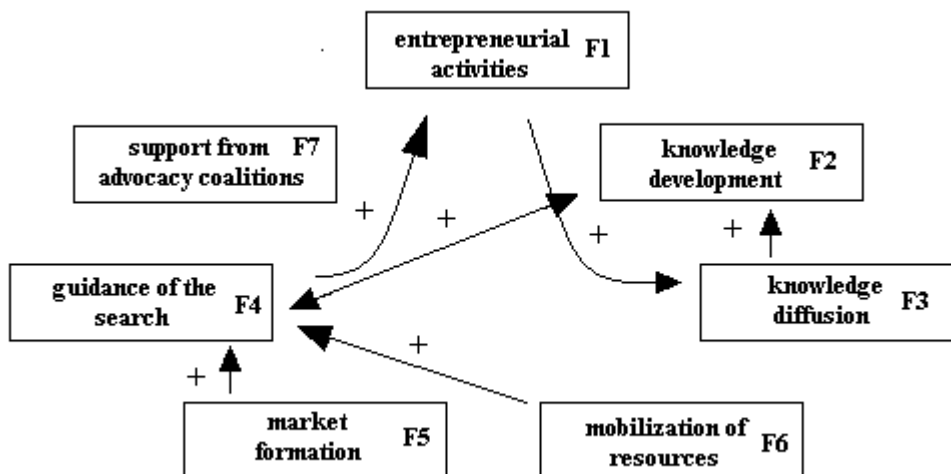 entrepreneurial F1
activities
support from F7
advocacy coalitions
knowledge F2
development
+
+
+
+
guidance of the F4
search
knowledge F3
diffusion
+
+
market F5
formation
mobilization of F6
resources